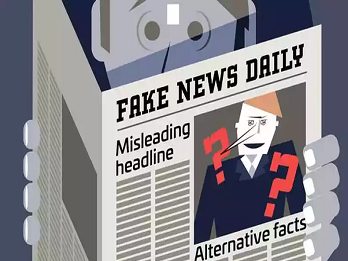 FAKE NEWS DAILY
Misleading
headline
?
?
Alternative facts